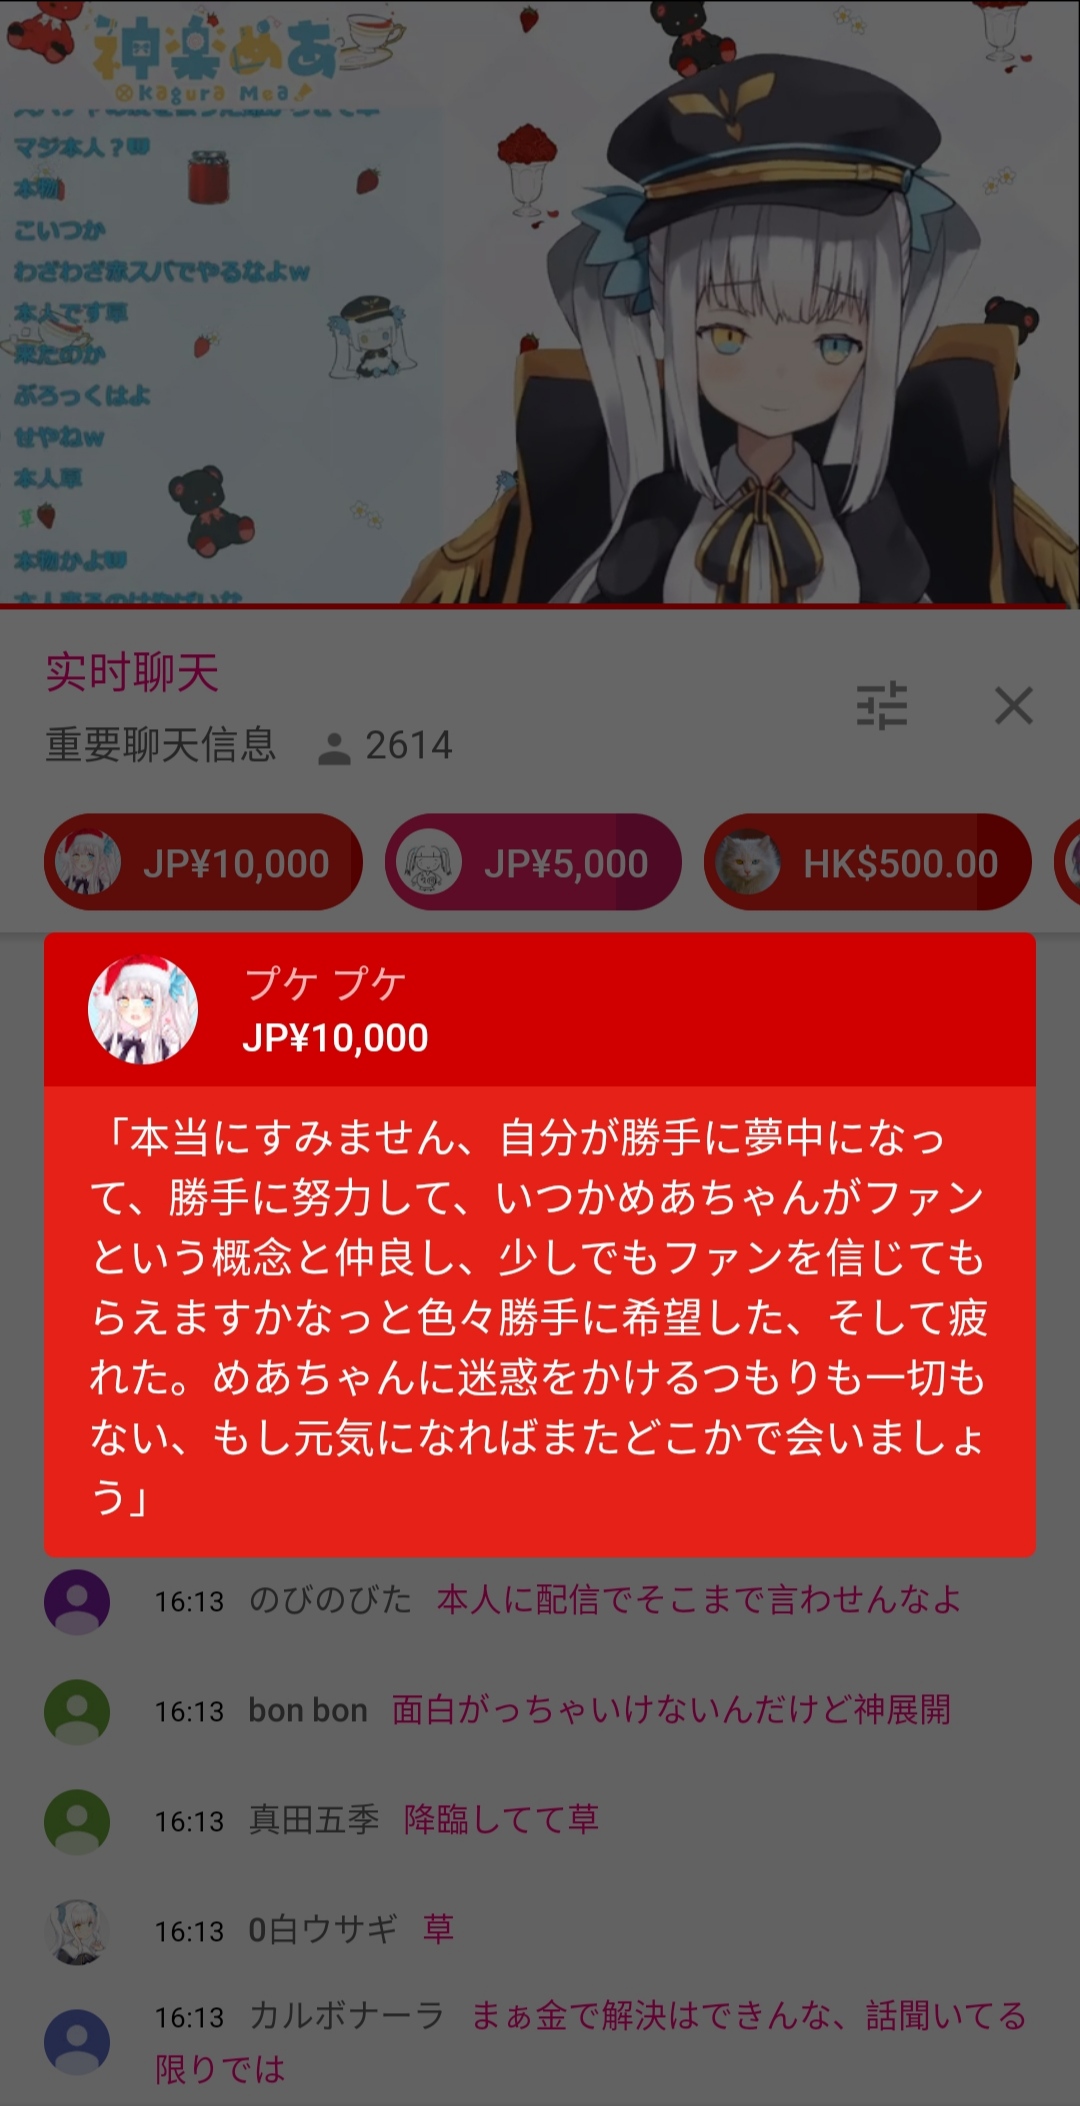 神楽めあ
Kagura Mea
マジ本人？草
本物
こいつか
わざわざ赤スパでやるなよw
本人です草
来たのか
ぶろっくはよ
せやねw
本人草
草
本物かよ草
実时聊天
重要聊天信息 2614
JP¥10,000 JP¥5,000 HK$500.00
プケ プケ
JP¥10,000
「本当にすみません、自分が勝手に夢中になっ
て、勝手に努力して、いつかめあちゃんがファン
という概念と仲良し、少しでもファンを信じても
らえますかなっと色々勝手に希望した、そして疲
れた。めあちゃんに迷惑をかけるつもりも一切も
ない、もし元気になればまたどこかで会いましょ
う」
16:13 のびのびた 本人に配信でそこまで言わせんなよ
16:13 bon bon 面白がっちゃいけないんだけど神展開
16:13 真田五季 降臨してて草
16:13 0白ウサギ 草
16:13 カルボナーラ まぁ金で解決はできんな、話聞いてる
限りでは